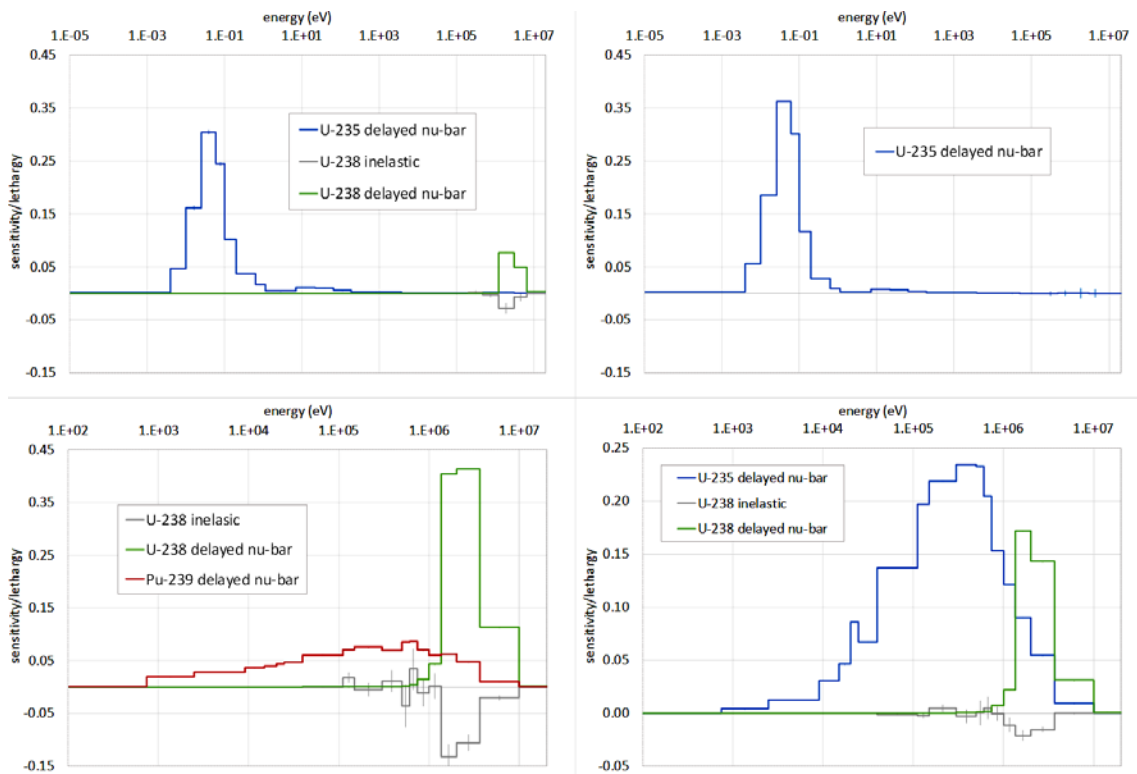 energy (eV)
1.E-05 1.E-03 1.E-01 1.E+01 1.E+03 1.E+05 1.E+07
0.45
0.35
0.25
0.15
0.05
-0.05
-0.15
sensitivity/lethargy
U-235 delayed nu-bar
U-238 inelastic
U-238 delayed nu-bar
energy (eV)
1.E-05 1.E-03 1.E-01 1.E+01 1.E+03 1.E+05 1.E+07
0.45
0.35
0.25
0.15
0.05
-0.05
-0.15
sensitivity/lethargy
U-235 delayed nu-bar
energy (eV)
1.E+02 1.E+03 1.E+04 1.E+05 1.E+06 1.E+07
0.45
0.35
0.25
0.15
0.05
-0.05
-0.15
sensitivity/lethargy
U-238 inelasic
U-238 delayed nu-bar
Pu-239 delayed nu-bar
energy (eV)
1.E+02 1.E+03 1.E+04 1.E+05 1.E+06 1.E+07
0.25
0.20
0.15
0.10
0.05
0.00
-0.05
sensitivity/lethargy
U-235 delayed nu-bar
U-238 inelastic
U-238 delayed nu-bar